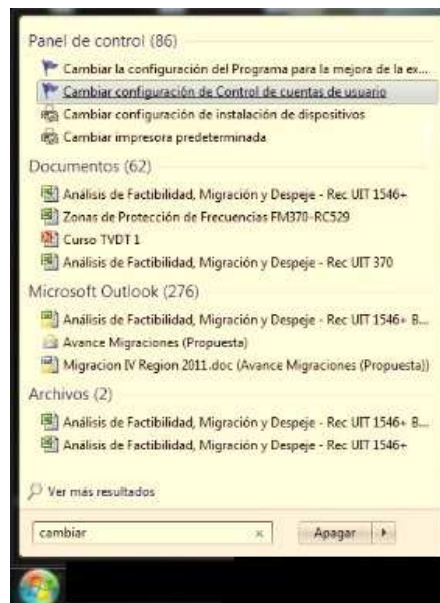 Panel de control (86)
Cambiar la configuración del Programa para la mejora de la ex...
Cambiar configuración de Control de cuentas de usuario
Cambiar configuración de instalación de dispositivos
Cambiar impresora predeterminada
Documentos (62)
Análisis de Factibilidad, Migración y Despeje - Rec UIT 1546+
Zonas de Protección de Frecuencias FM370-RC529
Curso TVDT 1
Análisis de Factibilidad, Migración y Despeje - Rec UIT 370
Microsoft Outlook (276)
Análisis de Factibilidad, Migración y Despeje - Rec UIT 1546+ B...
Avance Migraciones (Propuesta)
Migracion IV Region 2011.doc (Avance Migraciones (Propuesta))
Archivos (2)
Análisis de Factibilidad, Migración y Despeje - Rec UIT 1546+ B...
Análisis de Factibilidad, Migración y Despeje - Rec UIT 1546+
Ver más resultados
cambiar × Apagar